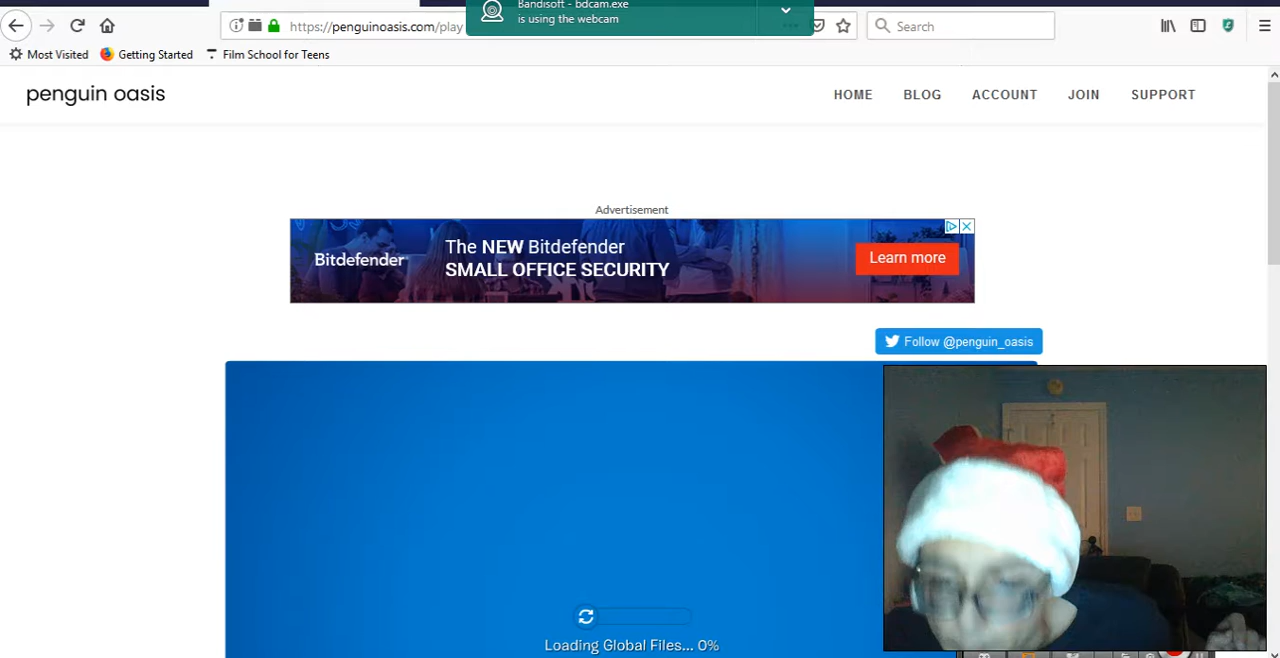 Bandisoft - bdcam.exe
is using the webcam
https://penguinoasis.com/play
Search
Most Visited
Getting Started
Film School for Teens
penguin oasis
HOME
BLOG
ACCOUNT
JOIN
SUPPORT
Advertisement
Bitdefender
The NEW Bitdefender
SMALL OFFICE SECURITY
Learn more
Follow @penguin_oasis
Loading Global Files... 0%